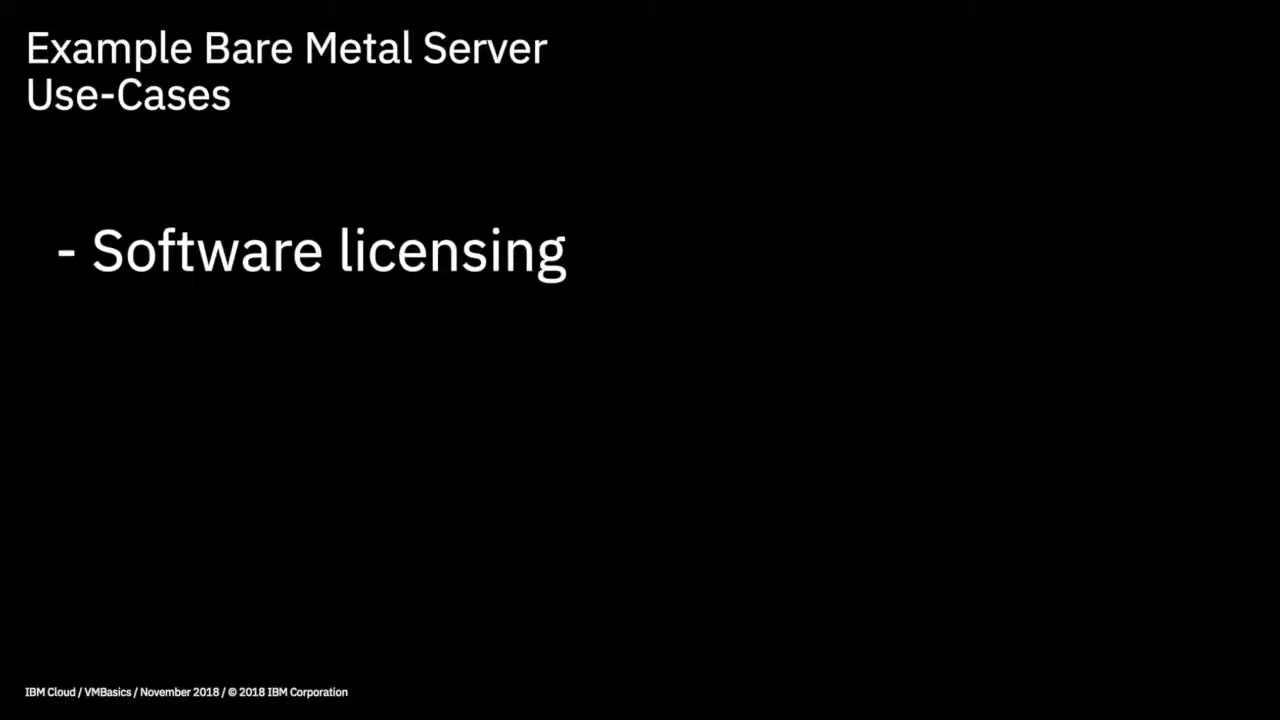 Example Bare Metal Server
Use-Cases
- Software licensing
IBM Cloud / VMBasics / November 2018 / © 2018 IBM Corporation